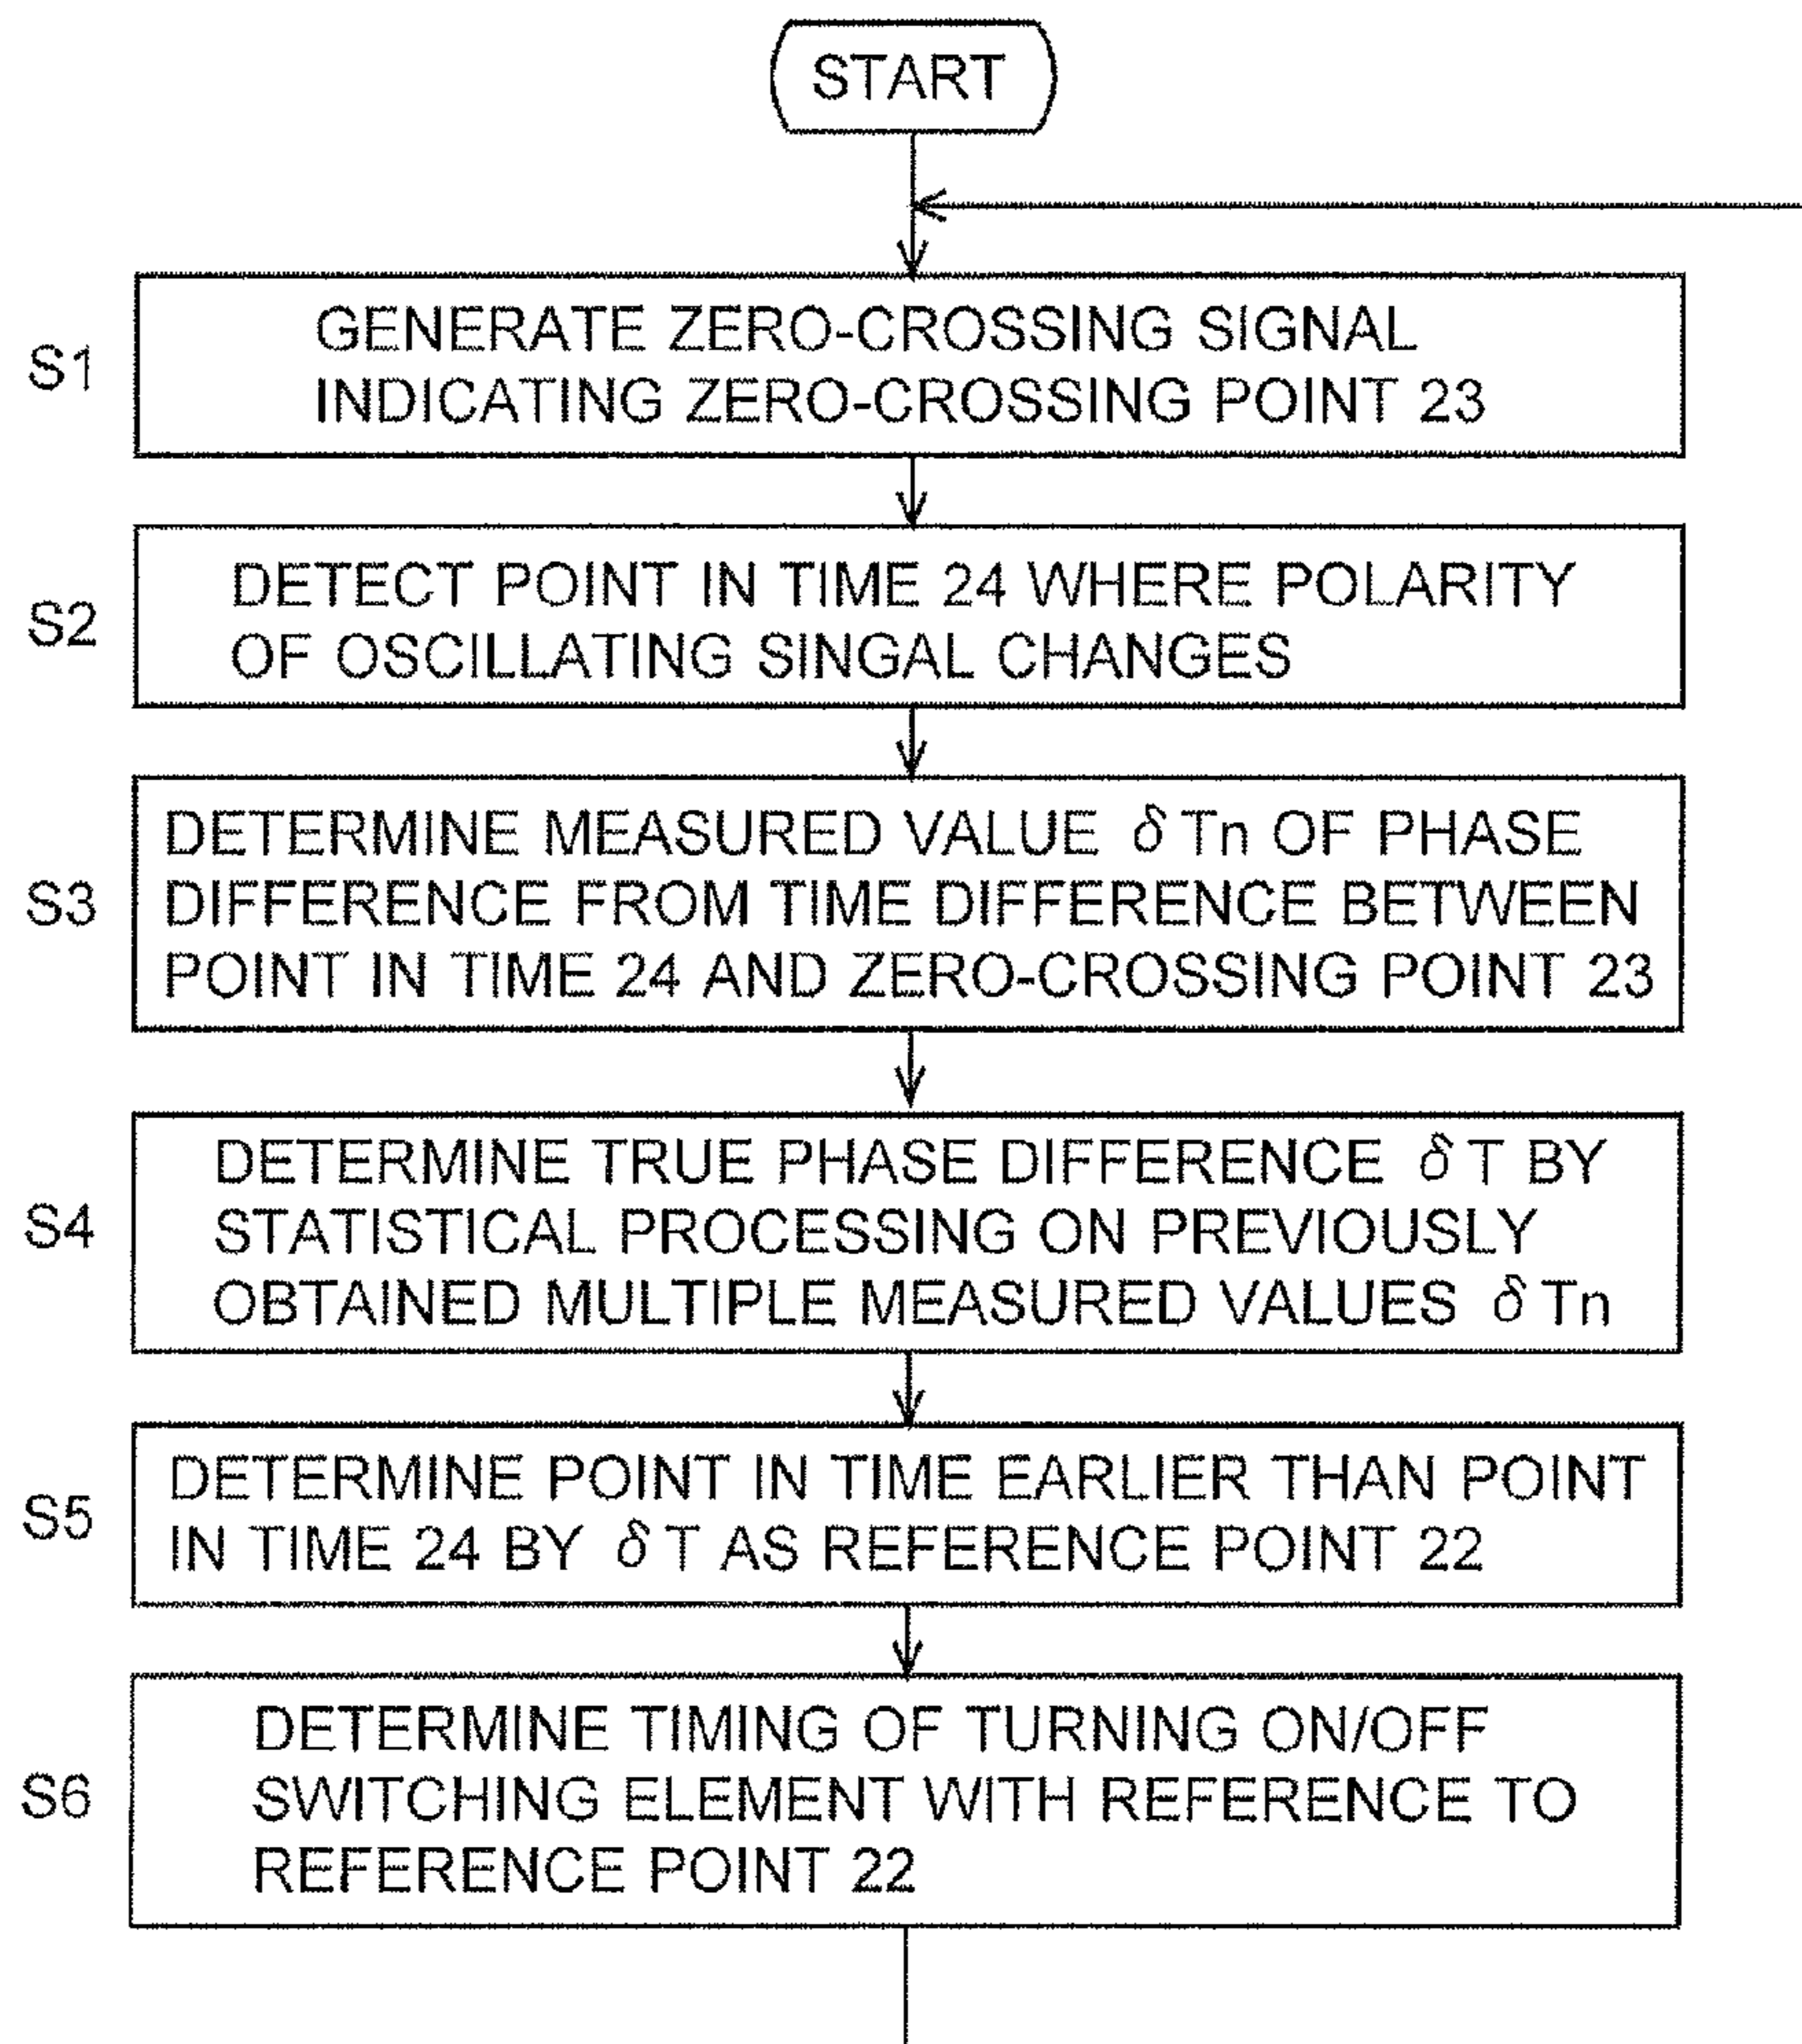 START
S1
GENERATE ZERO-CROSSING SIGNAL
INDICATING ZERO-CROSSING POINT 23
S2
DETECT POINT IN TIME 24 WHERE POLARITY
OF OSCILLATING SINGAL CHANGES
S3
DETERMINE MEASURED VALUE δTn OF PHASE
DIFFERENCE FROM TIME DIFFERENCE BETWEEN
POINT IN TIME 24 AND ZERO-CROSSING POINT 23
S4
DETERMINE TRUE PHASE DIFFERENCE δT BY
STATISTICAL PROCESSING ON PREVIOUSLY
OBTAINED MULTIPLE MEASURED VALUES δTn
S5
DETERMINE POINT IN TIME EARLIER THAN POINT
IN TIME 24 BY δT AS REFERENCE POINT 22
S6
DETERMINE TIMING OF TURNING ON/OFF
SWITCHING ELEMENT WITH REFERENCE TO
REFERENCE POINT 22